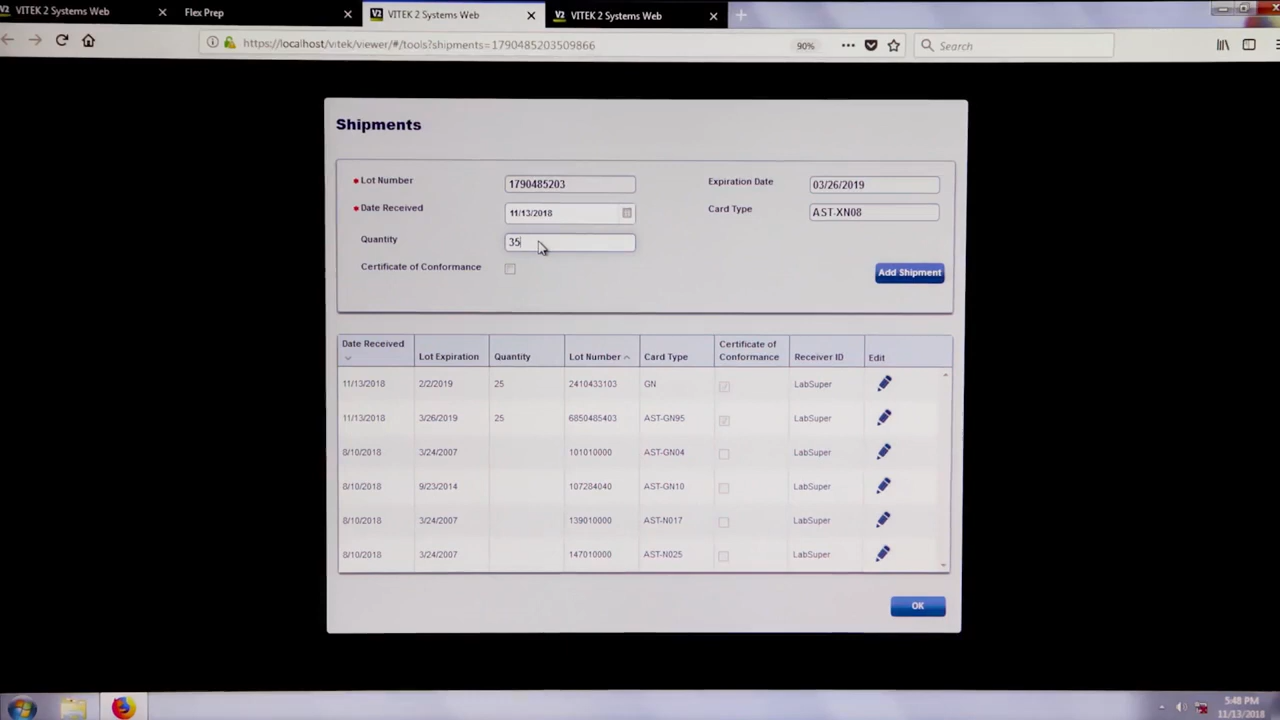 V2 VITEK 2 Systems Web
Flex Prep
V2 VITEK 2 Systems Web
V2 VITEK 2 Systems Web
https://localhost/vitek/viewer/#/tools?shipments=1790485203509866
90%
Search
Shipments
Lot Number 1790485203 Expiration Date 03/26/2019
Date Received 11/13/2018 Card Type AST-XN08
Quantity 35
Certificate of Conformance Add Shipment
Date Received Lot Expiration Quantity Lot Number Card Type Certificate of Conformance Receiver ID Edit
11/13/2018 2/2/2019 25 2410433103 GN LabSuper
11/13/2018 3/26/2019 25 6850485403 AST-GN95 LabSuper
8/10/2018 3/24/2007 101010000 AST-GN04 LabSuper
8/10/2018 9/23/2014 107284040 AST-GN10 LabSuper
8/10/2018 3/24/2007 139010000 AST-N017 LabSuper
8/10/2018 3/24/2007 147010000 AST-N025 LabSuper
OK
5:48 PM
11/13/2018